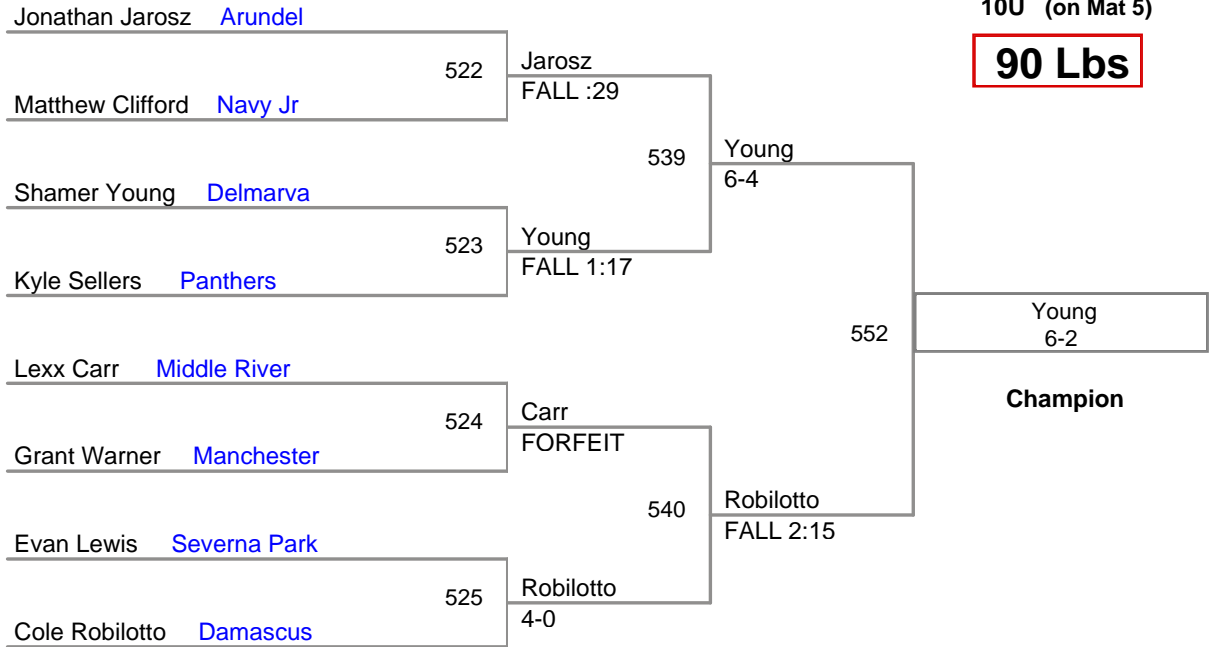 10U (on Mat 5)
90 Lbs
Jonathan Jarosz Arundel
522
Jarosz
FALL :29
Matthew Clifford Navy Jr
539
Young
6-4
Shamer Young Delmarva
523
Young
FALL 1:17
Kyle Sellers Panthers
552
Young
6-2
Champion
Lexx Carr Middle River
524
Carr
FORFEIT
Grant Warner Manchester
540
Robilotto
FALL 2:15
Evan Lewis Severna Park
525
Robilotto
4-0
Cole Robilotto Damascus